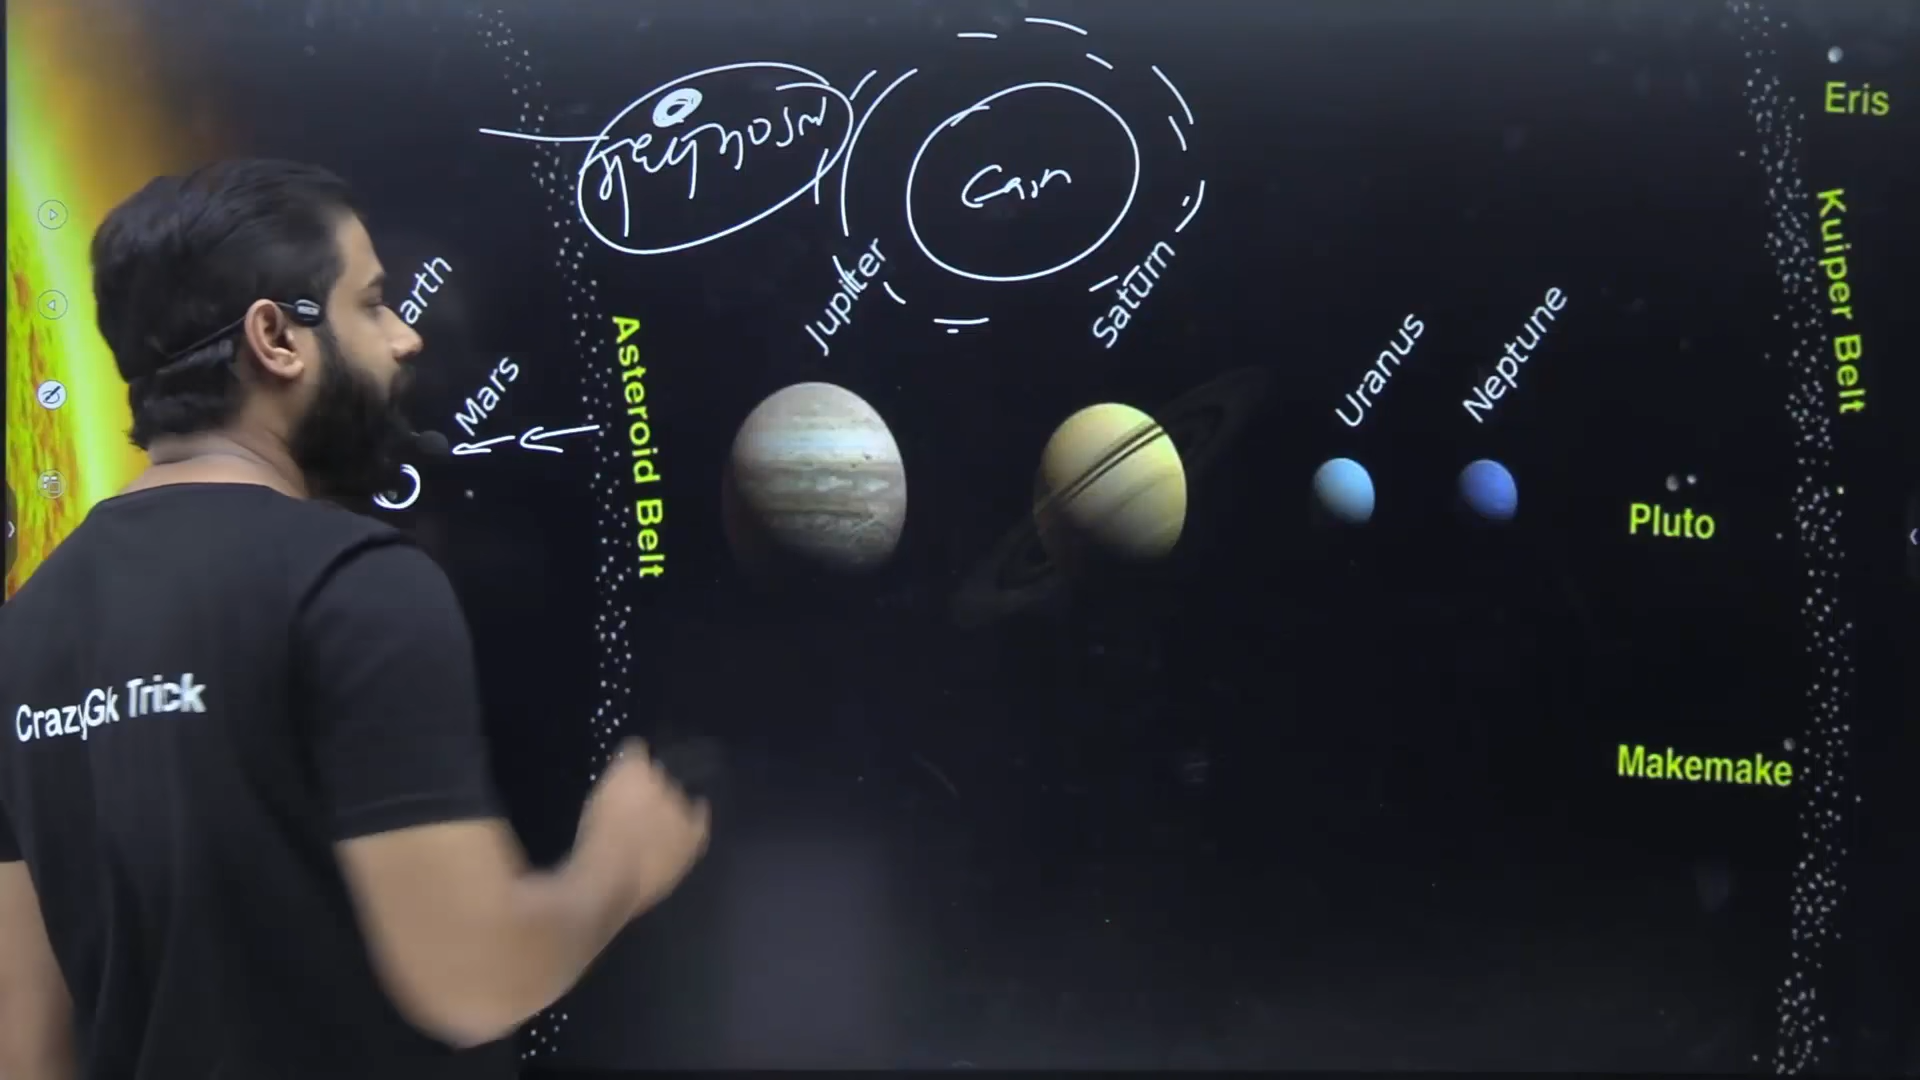 Eris
Kuiper Belt
arth
Mars
Asteroid Belt
Jupiter
Saturn
Uranus
Neptune
Pluto
Makemake
CrazyGk Trick